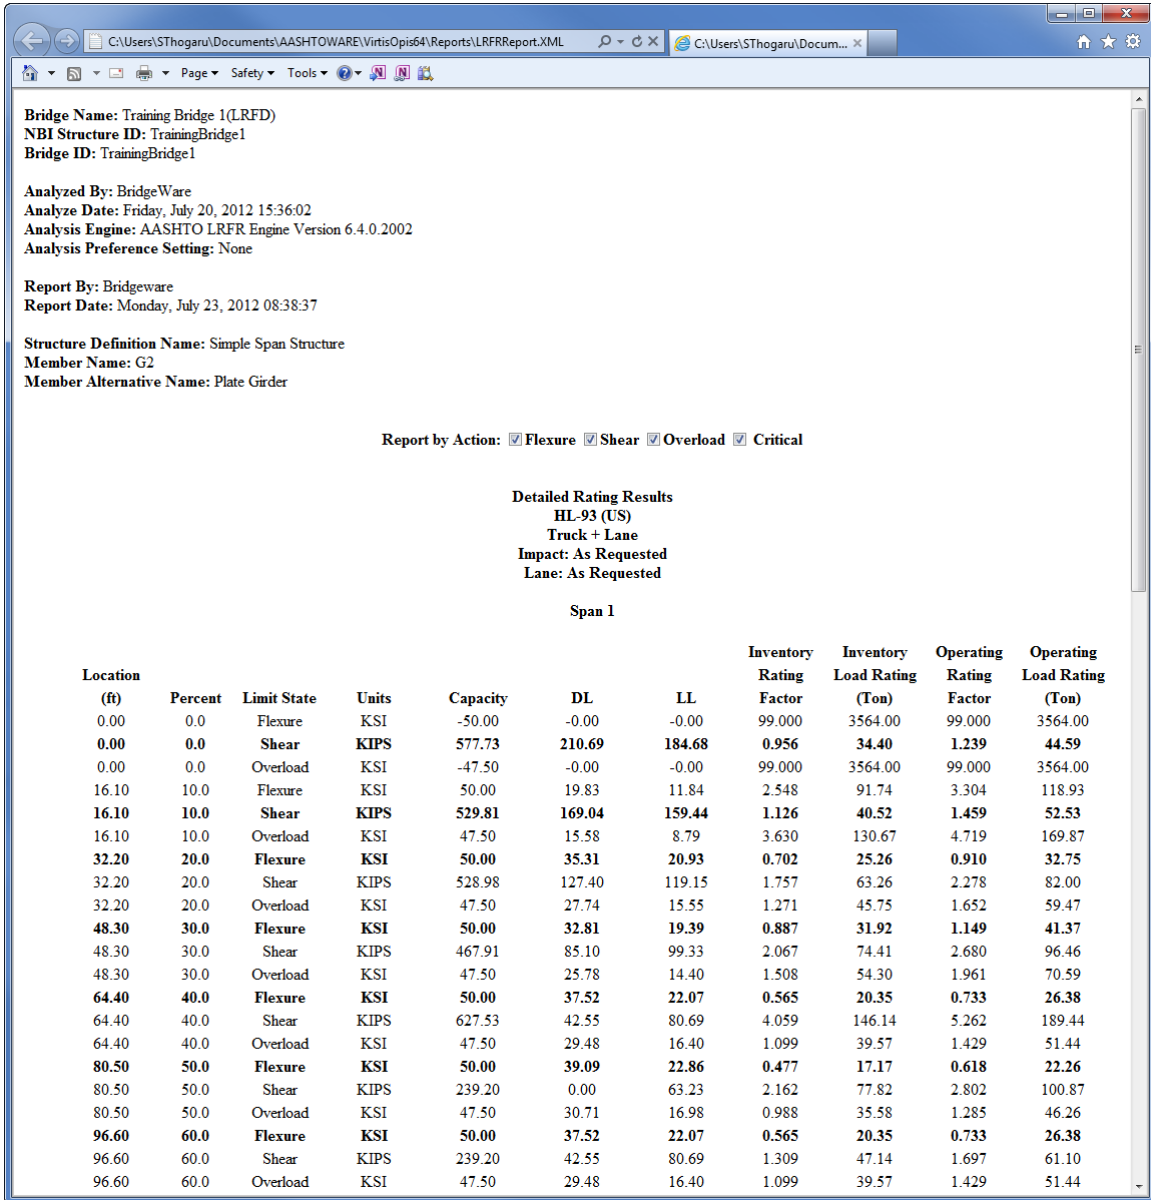 C:\Users\SThogaru\Documents\AASHTOWARE\VirtisOpis64\Reports\LRFRReport.XML
C:\Users\SThogaru\Docum...
Page Safety Tools
Bridge Name: Training Bridge 1(LRFD)
NBI Structure ID: TrainingBridge1
Bridge ID: TrainingBridge1
Analyzed By: BridgeWare
Analyze Date: Friday, July 20, 2012 15:36:02
Analysis Engine: AASHTO LRFR Engine Version 6.4.0.2002
Analysis Preference Setting: None
Report By: Bridgeware
Report Date: Monday, July 23, 2012 08:38:37
Structure Definition Name: Simple Span Structure
Member Name: G2
Member Alternative Name: Plate Girder
Report by Action: Flexure Shear Overload Critical
Detailed Rating Results
HL-93 (US)
Truck + Lane
Impact: As Requested
Lane: As Requested
Span 1
Inventory Inventory Operating Operating
Location Rating Load Rating Rating Load Rating
(ft) Percent Limit State Units Capacity DL LL Factor (Ton) Factor (Ton)
0.00 0.0 Flexure KSI -50.00 -0.00 -0.00 99.000 3564.00 99.000 3564.00
0.00 0.0 Shear KIPS 577.73 210.69 184.68 0.956 34.40 1.239 44.59
0.00 0.0 Overload KSI -47.50 -0.00 -0.00 99.000 3564.00 99.000 3564.00
16.10 10.0 Flexure KSI 50.00 19.83 11.84 2.548 91.74 3.304 118.93
16.10 10.0 Shear KIPS 529.81 169.04 159.44 1.126 40.52 1.459 52.53
16.10 10.0 Overload KSI 47.50 15.58 8.79 3.630 130.67 4.719 169.87
32.20 20.0 Flexure KSI 50.00 35.31 20.93 0.702 25.26 0.910 32.75
32.20 20.0 Shear KIPS 528.98 127.40 119.15 1.757 63.26 2.278 82.00
32.20 20.0 Overload KSI 47.50 27.74 15.55 1.271 45.75 1.652 59.47
48.30 30.0 Flexure KSI 50.00 32.81 19.39 0.887 31.92 1.149 41.37
48.30 30.0 Shear KIPS 467.91 85.10 99.33 2.067 74.41 2.680 96.46
48.30 30.0 Overload KSI 47.50 25.78 14.40 1.508 54.30 1.961 70.59
64.40 40.0 Flexure KSI 50.00 37.52 22.07 0.565 20.35 0.733 26.38
64.40 40.0 Shear KIPS 627.53 42.55 80.69 4.059 146.14 5.262 189.44
64.40 40.0 Overload KSI 47.50 29.48 16.40 1.099 39.57 1.429 51.44
80.50 50.0 Flexure KSI 50.00 39.09 22.86 0.477 17.17 0.618 22.26
80.50 50.0 Shear KIPS 239.20 0.00 63.23 2.162 77.82 2.802 100.87
80.50 50.0 Overload KSI 47.50 30.71 16.98 0.988 35.58 1.285 46.26
96.60 60.0 Flexure KSI 50.00 37.52 22.07 0.565 20.35 0.733 26.38
96.60 60.0 Shear KIPS 239.20 42.55 80.69 1.309 47.14 1.697 61.10
96.60 60.0 Overload KSI 47.50 29.48 16.40 1.099 39.57 1.429 51.44